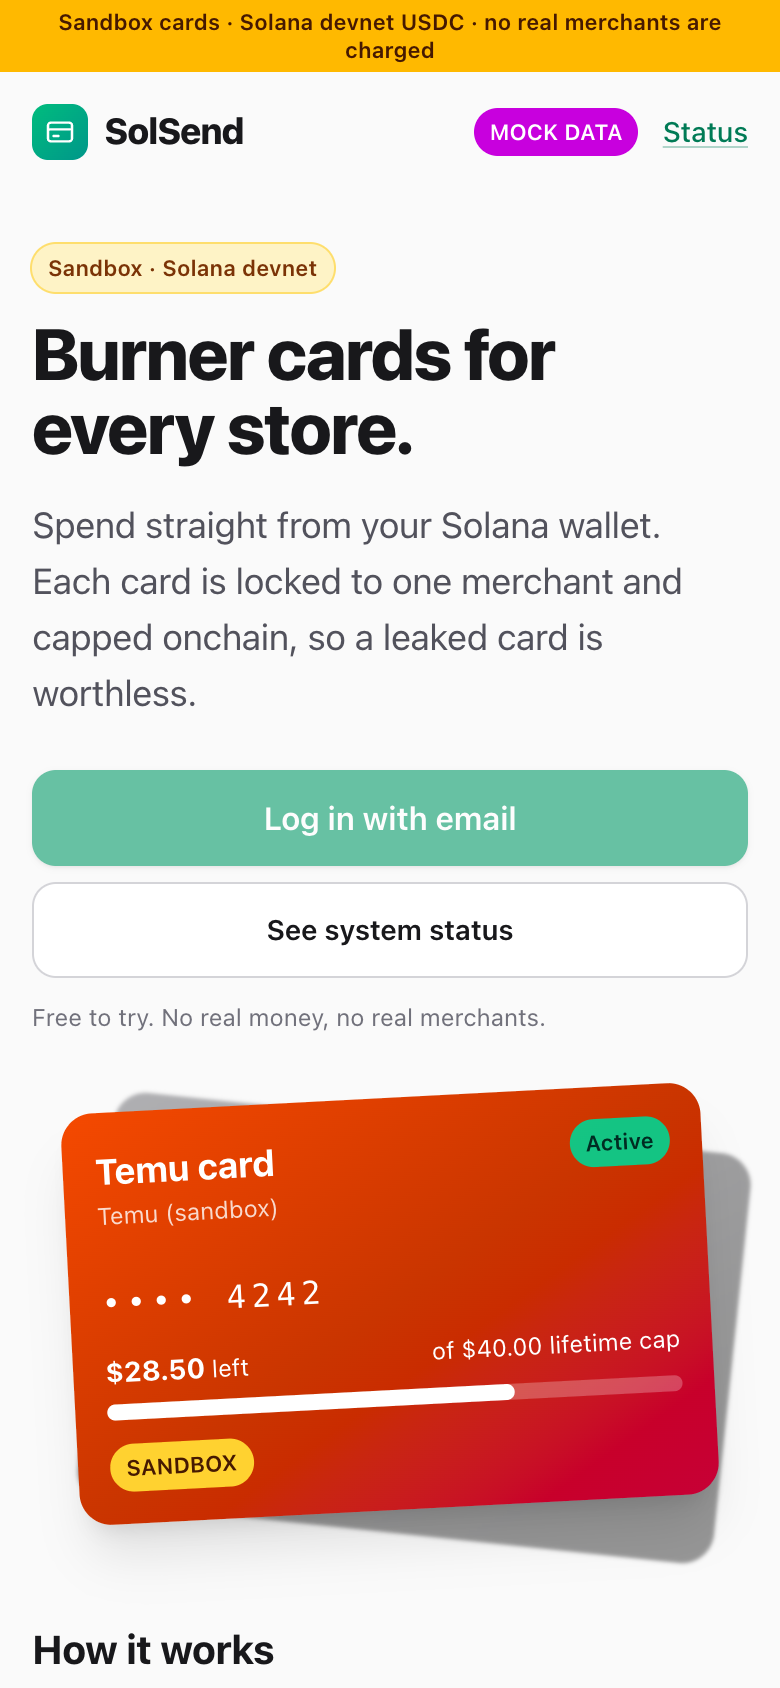 Sandbox cards · Solana devnet USDC · no real merchants are
charged
SolSend
MOCK DATA
Status
Sandbox · Solana devnet
Burner cards for
every store.
Spend straight from your Solana wallet.
Each card is locked to one merchant and
capped onchain, so a leaked card is
worthless.
Log in with email
See system status
Free to try. No real money, no real merchants.
Temu card
Active
Temu (sandbox)
•••• 4242
$28.50 left
of $40.00 lifetime cap
SANDBOX
How it works